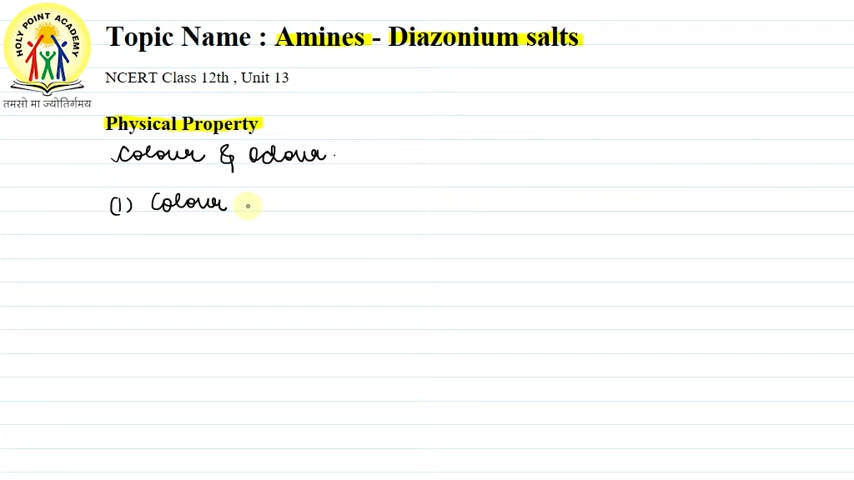 HOLY POINT ACADEMY
तमसो मा ज्योतिर्गमय
Topic Name : Amines - Diazonium salts
NCERT Class 12th , Unit 13
Physical Property
Colour & Odour .
(1) Colour